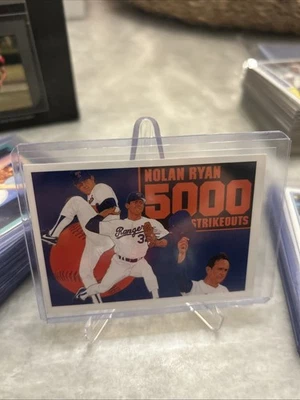 NOLAN RYAN
5000
STRIKEOUTS
Rangers
34